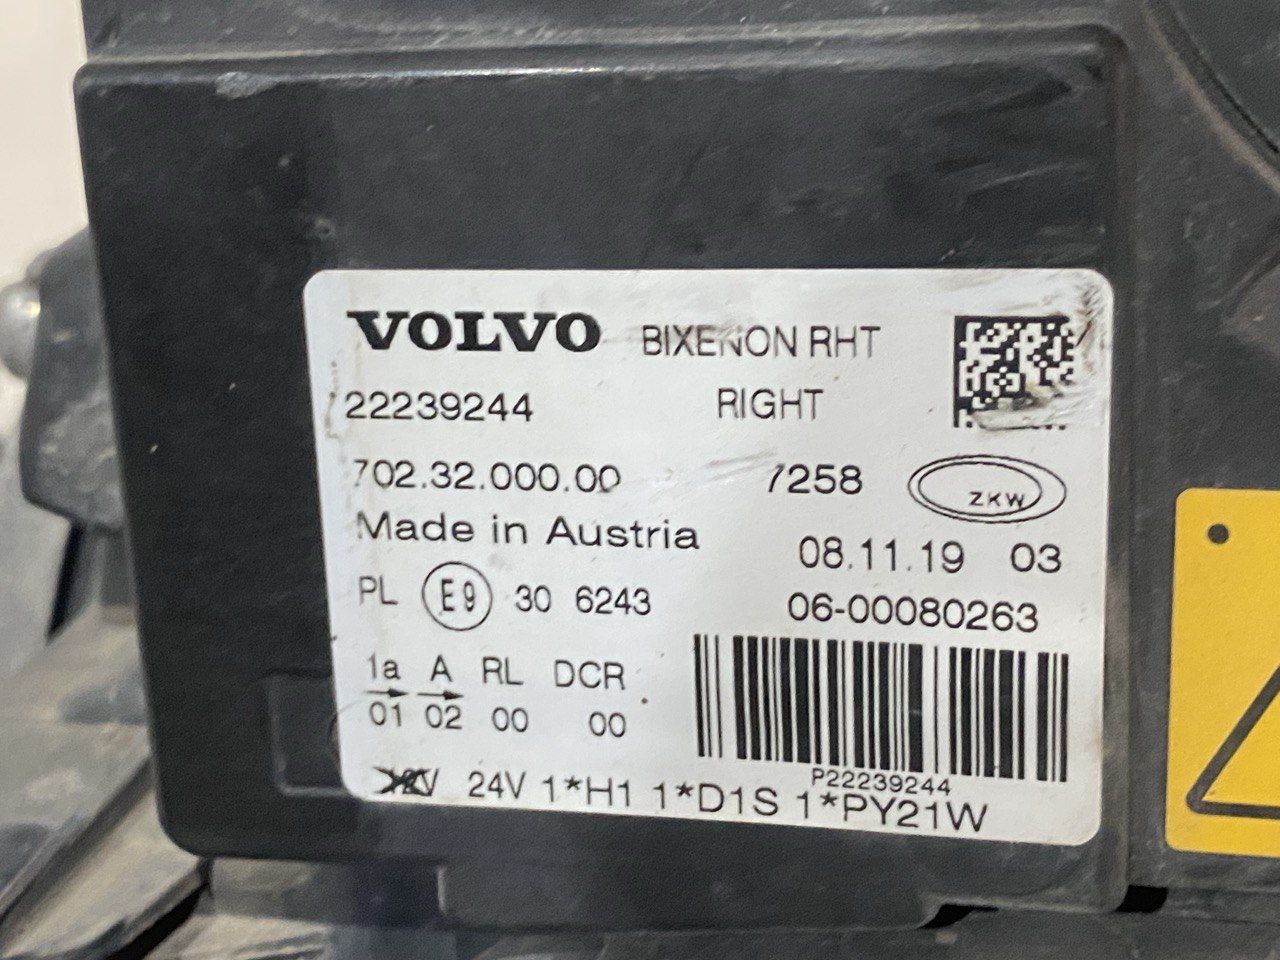 VOLVO BIXENON RHT
22239244 RIGHT
702.32.000.00 7258 ZKW
Made in Austria
08.11.19 03
PL E9 30 6243
06-00080263
1a A RL DCR
01 02 00 00
P22239244
24V 1*H1 1*D1S 1*PY21W